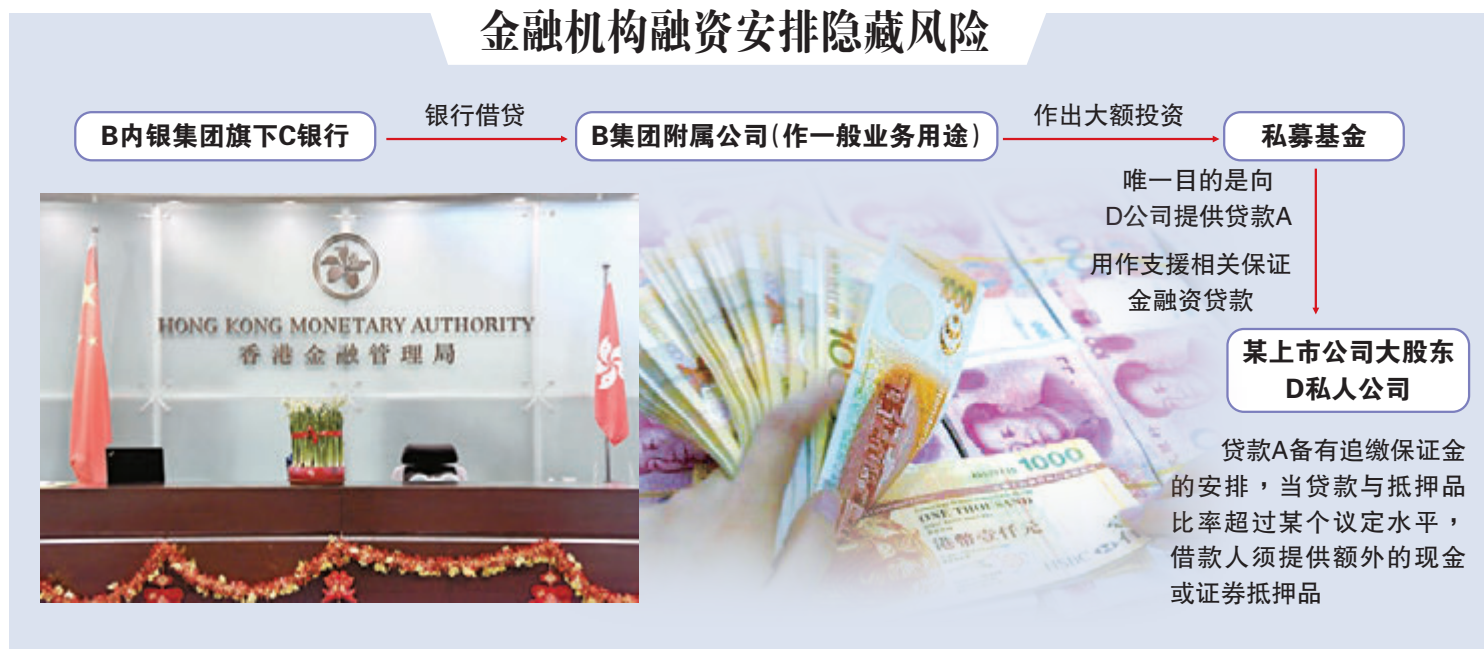 金融机构融资安排隐藏风险
B内银集团旗下C银行
银行借贷
B集团附属公司(作一般业务用途)
作出大额投资
私募基金
唯一目的是向
D公司提供贷款A
用作支援相关保证
金融资贷款
某上市公司大股东
D私人公司
贷款A备有追缴保证金
的安排，当贷款与抵押品
比率超过某个议定水平，
借款人须提供额外的现金
或证券抵押品
HONG KONG MONETARY AUTHORITY
香港金融管理局
1000
10
1000
ONE THOUSAND
港幣壹仟元
HSBC